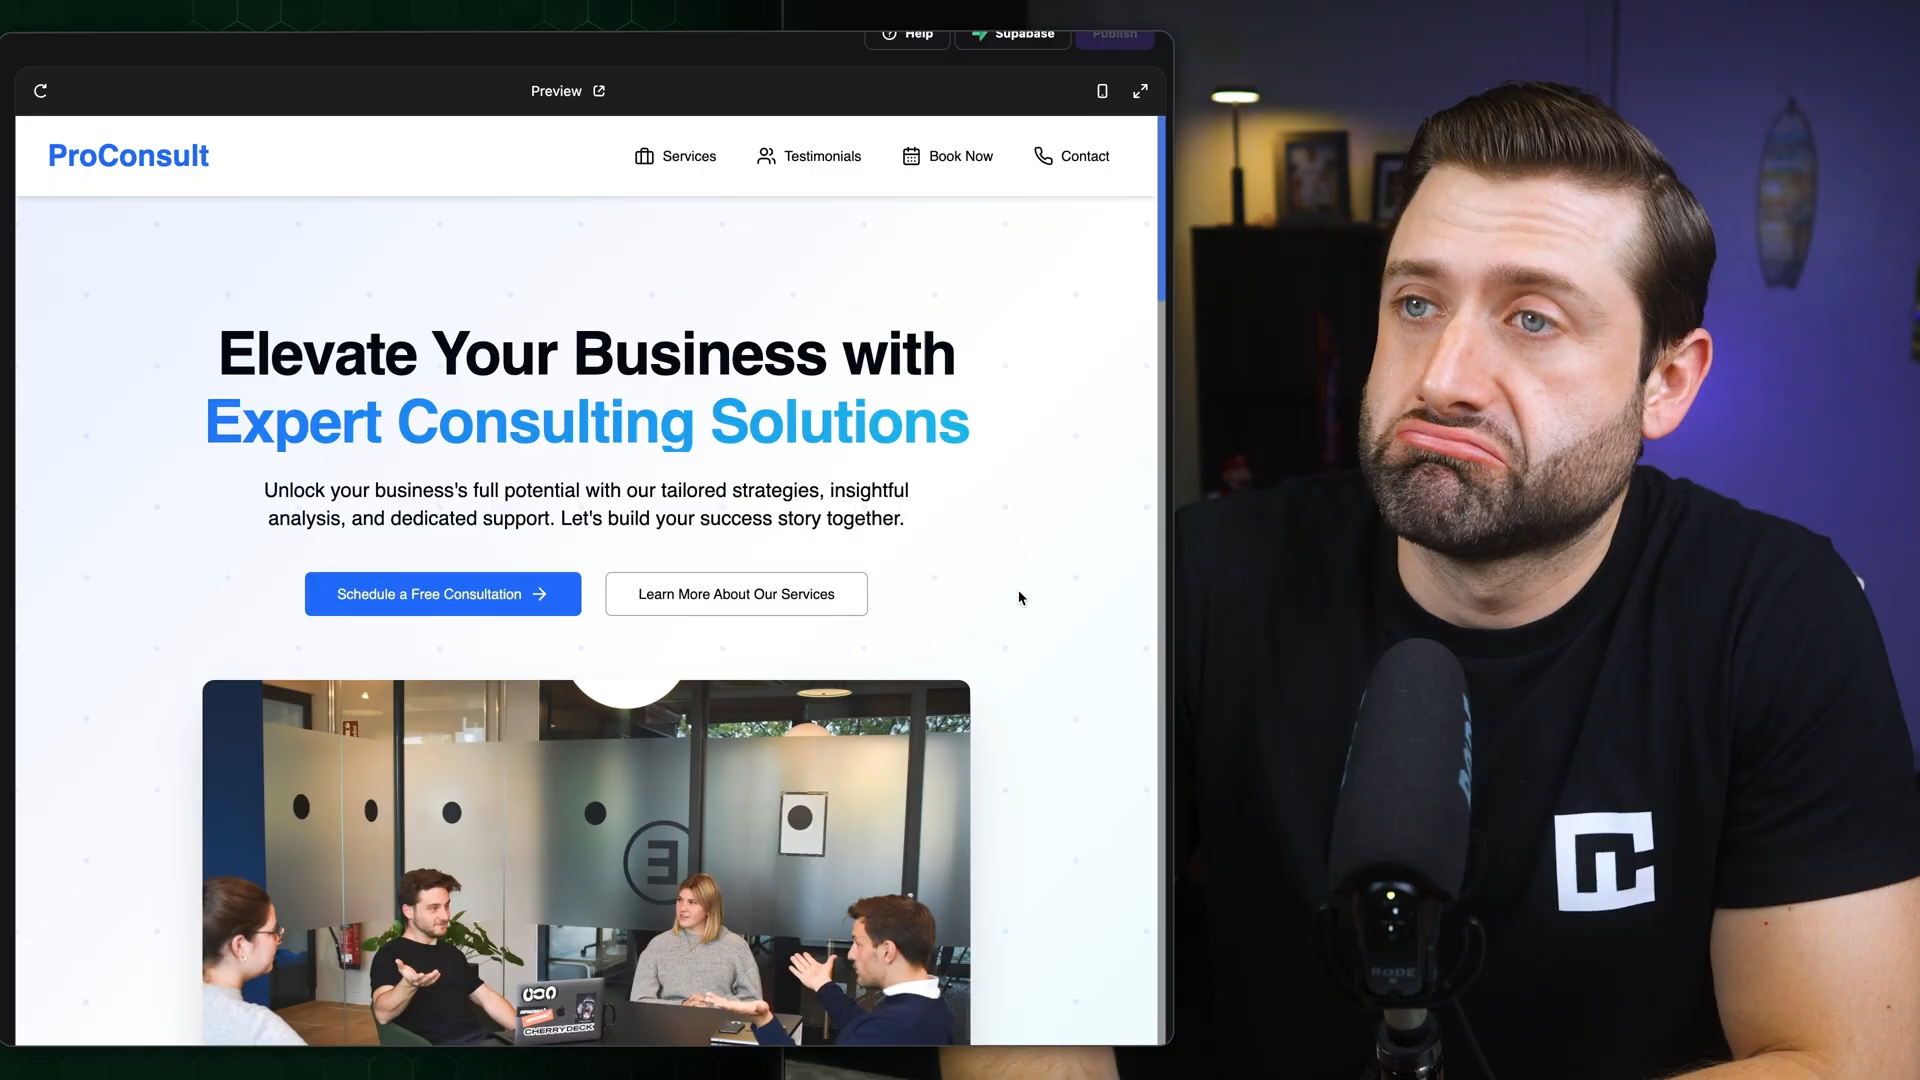 Help
Supabase
Publish
Preview
ProConsult
Services
Testimonials
Book Now
Contact
Elevate Your Business with
Expert Consulting Solutions
Unlock your business's full potential with our tailored strategies, insightful
analysis, and dedicated support. Let's build your success story together.
Schedule a Free Consultation
Learn More About Our Services
CHERRYDECK
RØDE